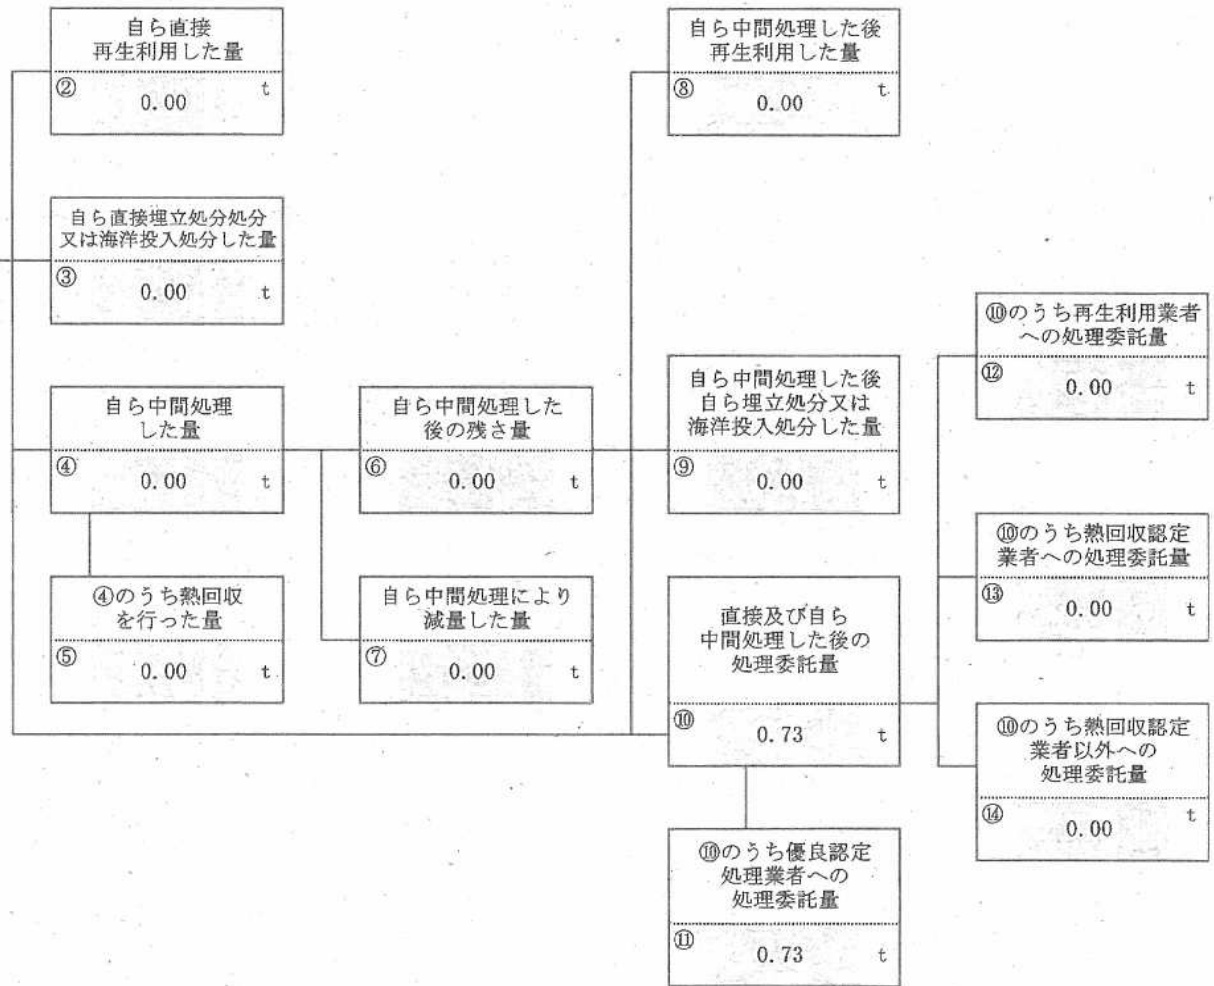 自ら直接
再生利用した量
② 0.00 t
自ら中間処理した後
再生利用した量
⑧ 0.00 t
自ら直接埋立処分処分
又は海洋投入処分した量
③ 0.00 t
⑩のうち再生利用業者
への処理委託量
⑫ 0.00 t
自ら中間処理
した量
④ 0.00 t
自ら中間処理した
後の残さ量
⑥ 0.00 t
自ら中間処理した後
自ら埋立処分又は
海洋投入処分した量
⑨ 0.00 t
⑩のうち熱回収認定
業者への処理委託量
⑬ 0.00 t
④のうち熱回収
を行った量
⑤ 0.00 t
自ら中間処理により
減量した量
⑦ 0.00 t
直接及び自ら
中間処理した後の
処理委託量
⑩ 0.73 t
⑩のうち熱回収認定
業者以外への
処理委託量
⑭ 0.00 t
⑩のうち優良認定
処理業者への
処理委託量
⑪ 0.73 t